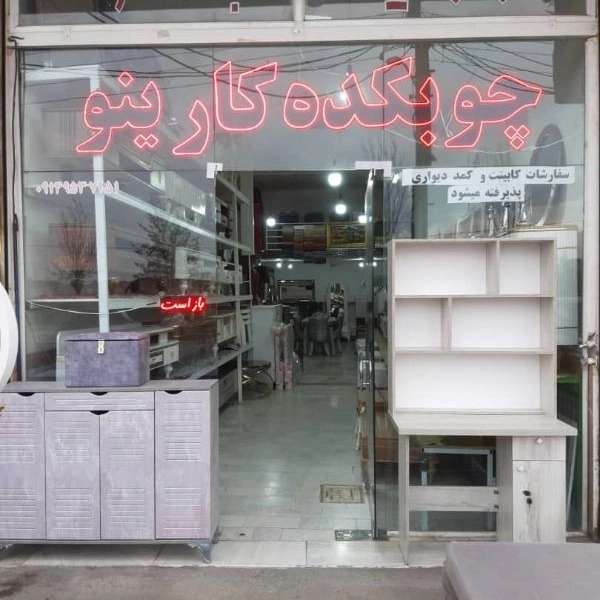 چوبکده کارینو
سفارشات کابینت و کمد دیواری
پذیرفته میشود
باز است